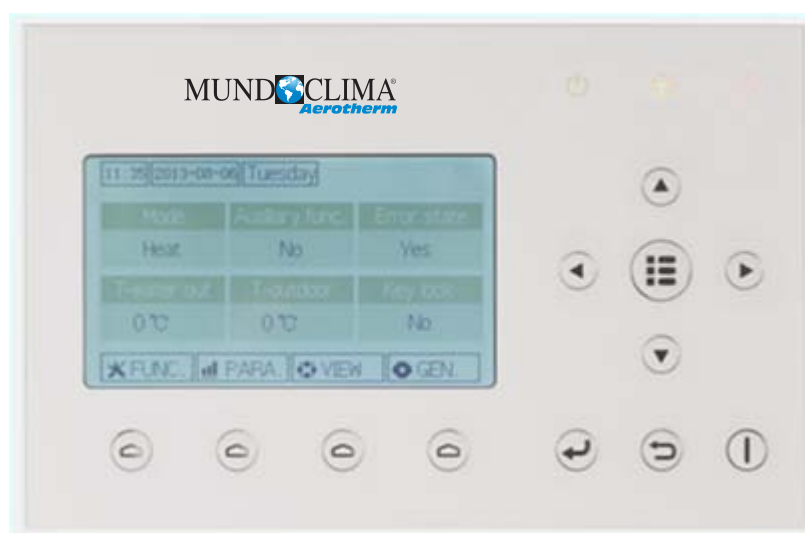 MUNDOCLIMA®
Aerotherm
11:35 2013-08-06 Tuesday
Mode Auxiliary func. Error state
Heat No Yes
T-water out T-outdoor Key lock
0℃ 0℃ No
FUNC. PARA. VIEW GEN.